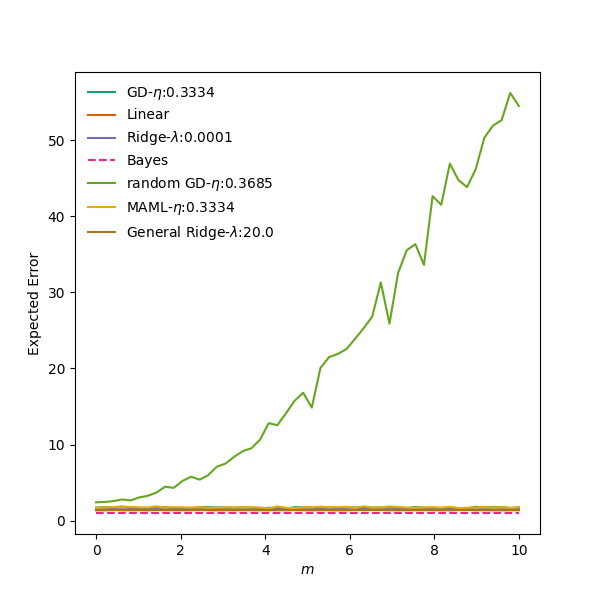 GD-η:0.3334
Linear
Ridge-λ:0.0001
Bayes
random GD-η:0.3685
MAML-η:0.3334
General Ridge-λ:20.0
Expected Error
50
40
30
20
10
0
0 2 4 6 8 10
m